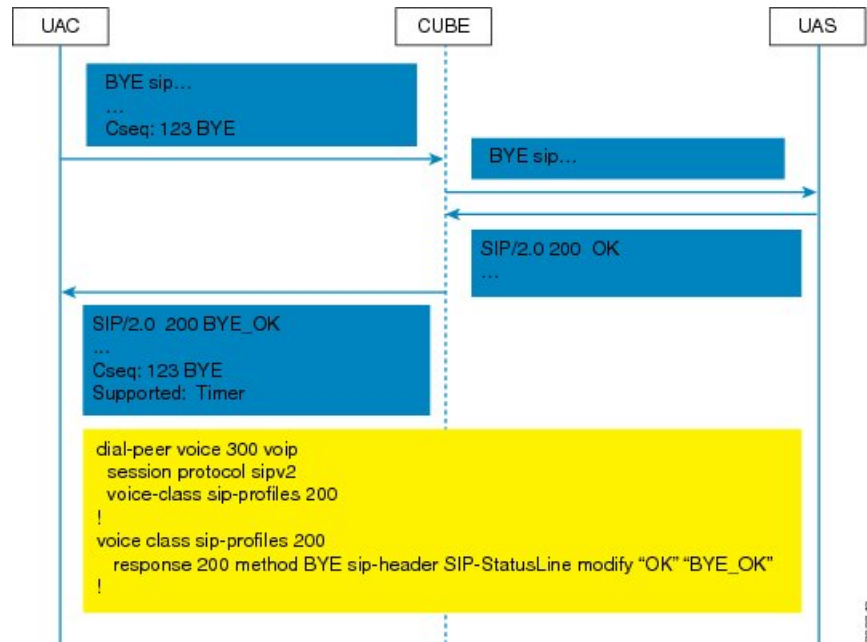 UAC
CUBE
UAS
BYE sip...
...
Cseq: 123 BYE
BYE sip...
SIP/2.0 200 OK
...
SIP/2.0 200 BYE_OK
...
Cseq: 123 BYE
Supported: Timer
dial-peer voice 300 voip
session protocol sipv2
voice-class sip-profiles 200
!
voice class sip-profiles 200
response 200 method BYE sip-header SIP-StatusLine modify “OK” “BYE_OK”
!